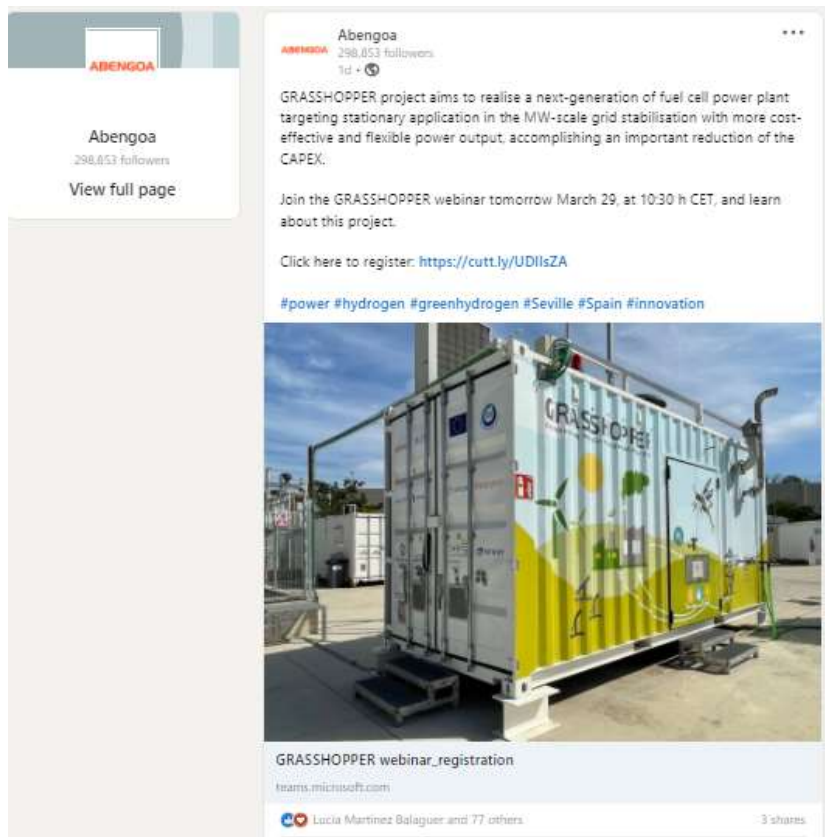 ABENGOA
Abengoa
298,853 followers
View full page
ABENGOA
Abengoa
298,853 followers
1d •
GRASSHOPPER project aims to realise a next-generation of fuel cell power plant
targeting stationary application in the MW-scale grid stabilisation with more cost-
effective and flexible power output, accomplishing an important reduction of the
CAPEX.
Join the GRASSHOPPER webinar tomorrow March 29, at 10:30 h CET, and learn
about this project.
Click here to register: https://cutt.ly/UDIIsZA
#power #hydrogen #greenhydrogen #Seville #Spain #innovation
GRASSHOPPER
GRASSHOPPER webinar_registration
teams.microsoft.com
Lucia Martinez Balaguer and 77 others
3 shares